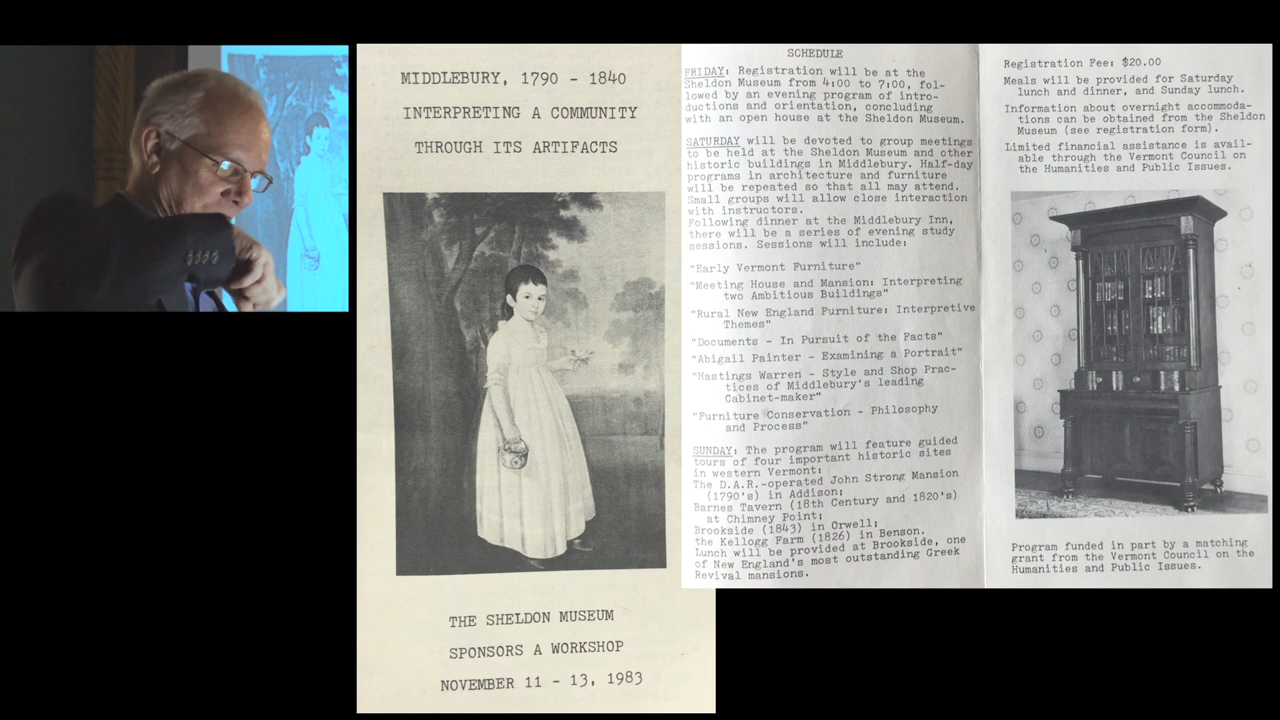 MIDDLEBURY, 1790 - 1840
INTERPRETING A COMMUNITY
THROUGH ITS ARTIFACTS
THE SHELDON MUSEUM
SPONSORS A WORKSHOP
NOVEMBER 11 - 13, 1983
SCHEDULE
FRIDAY: Registration will be at the
Sheldon Museum from 4:00 to 7:00, fol-
lowed by an evening program of intro-
ductions and orientation, concluding
with an open house at the Sheldon Museum.
SATURDAY will be devoted to group meetings
to be held at the Sheldon Museum and other
historic buildings in Middlebury. Half-day
programs in architecture and furniture
will be repeated so that all may attend.
Small groups will allow close interaction
with instructors.
Following dinner at the Middlebury Inn,
there will be a series of evening study
sessions. Sessions will include:
"Early Vermont Furniture"
"Meeting House and Mansion: Interpreting
two Ambitious Buildings"
"Rural New England Furniture: Interpretive
Themes"
"Documents - In Pursuit of the Facts"
"Abigail Painter - Examining a Portrait"
"Hastings Warren - Style and Shop Prac-
tices of Middlebury's leading
Cabinet-maker"
"Furniture Conservation - Philosophy
and Process"
SUNDAY: The program will feature guided
tours of four important historic sites
in western Vermont:
The D.A.R.-operated John Strong Mansion
(1790's) in Addison;
Barnes Tavern (18th Century and 1820's)
at Chimney Point;
Brookside (1843) in Orwell;
the Kellogg Farm (1826) in Benson.
Lunch will be provided at Brookside, one
of New England's most outstanding Greek
Revival mansions.
Registration Fee: $20.00
Meals will be provided for Saturday
lunch and dinner, and Sunday lunch.
Information about overnight accommoda-
tions can be obtained from the Sheldon
Museum (see registration form).
Limited financial assistance is avail-
able through the Vermont Council on
the Humanities and Public Issues.
Program funded in part by a matching
grant from the Vermont Council on the
Humanities and Public Issues.